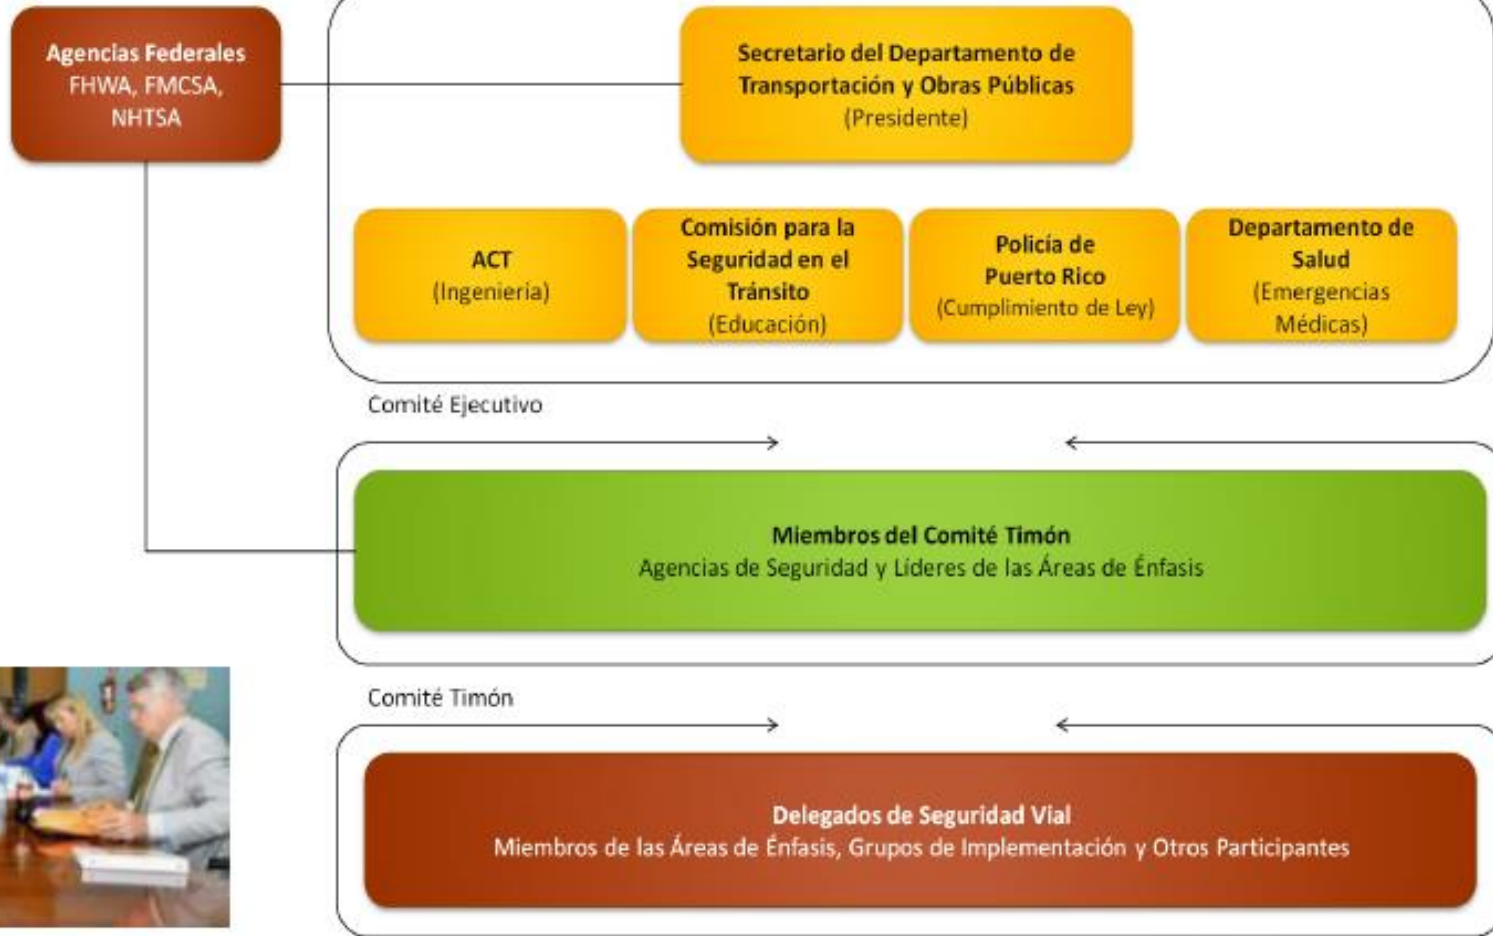 Agencias Federales
FHWA, FMCSA,
NHTSA
Secretario del Departamento de
Transportación y Obras Públicas
(Presidente)
ACT
(Ingeniería)
Comisión para la
Seguridad en el
Tránsito
(Educación)
Policía de
Puerto Rico
(Cumplimiento de Ley)
Departamento de
Salud
(Emergencias
Médicas)
Comité Ejecutivo
Miembros del Comité Timón
Agencias de Seguridad y Líderes de las Áreas de Énfasis
Comité Timón
Delegados de Seguridad Vial
Miembros de las Áreas de Énfasis, Grupos de Implementación y Otros Participantes